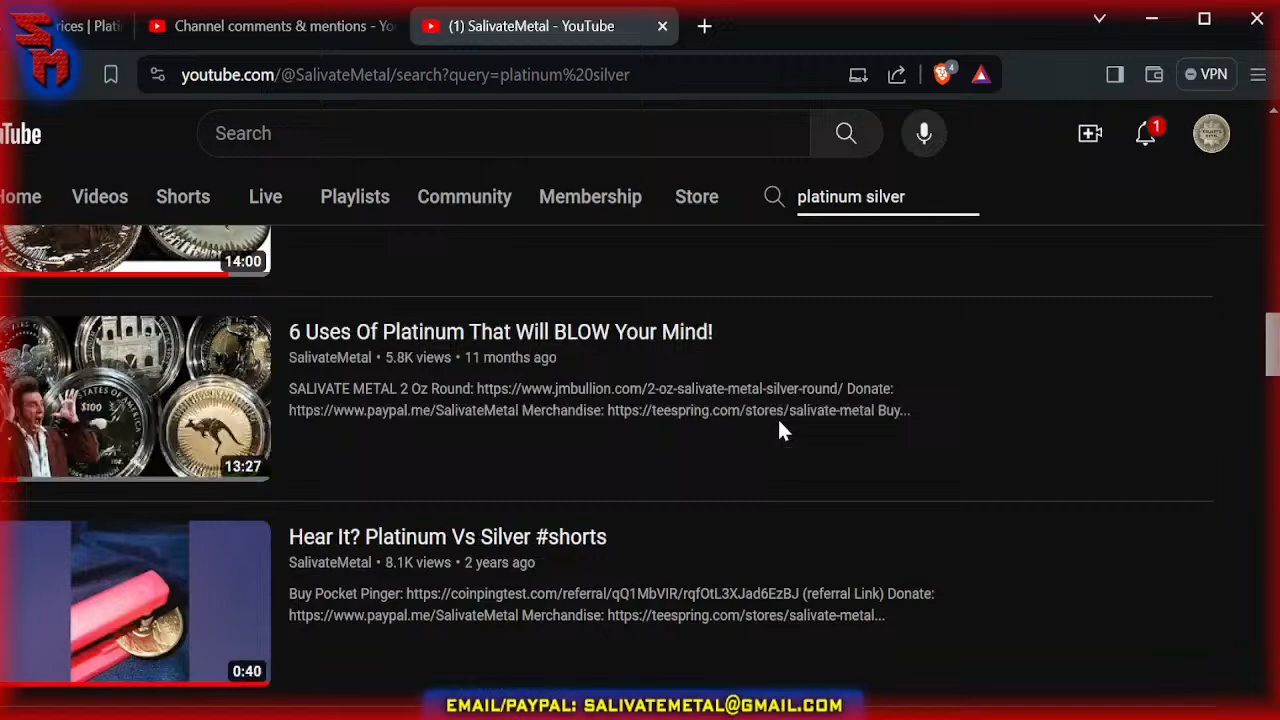 rices | Plati
Channel comments & mentions - Yo
(1) SalivateMetal - YouTube
SM
youtube.com/@SalivateMetal/search?query=platinum%20silver
4
VPN
uTube
Search
1
Home
Videos
Shorts
Live
Playlists
Community
Membership
Store
platinum silver
14:00
6 Uses Of Platinum That Will BLOW Your Mind!
SalivateMetal • 5.8K views • 11 months ago
SALIVATE METAL 2 Oz Round: https://www.jmbullion.com/2-oz-salivate-metal-silver-round/ Donate:
https://www.paypal.me/SalivateMetal Merchandise: https://teespring.com/stores/salivate-metal Buy...
$100
13:27
Hear It? Platinum Vs Silver #shorts
SalivateMetal • 8.1K views • 2 years ago
Buy Pocket Pinger: https://coinpingtest.com/referral/qQ1MbVIR/rqfOtL3XJad6EzBJ (referral Link) Donate:
https://www.paypal.me/SalivateMetal Merchandise: https://teespring.com/stores/salivate-metal...
0:40
EMAIL/PAYPAL: SALIVATEMETAL@GMAIL.COM